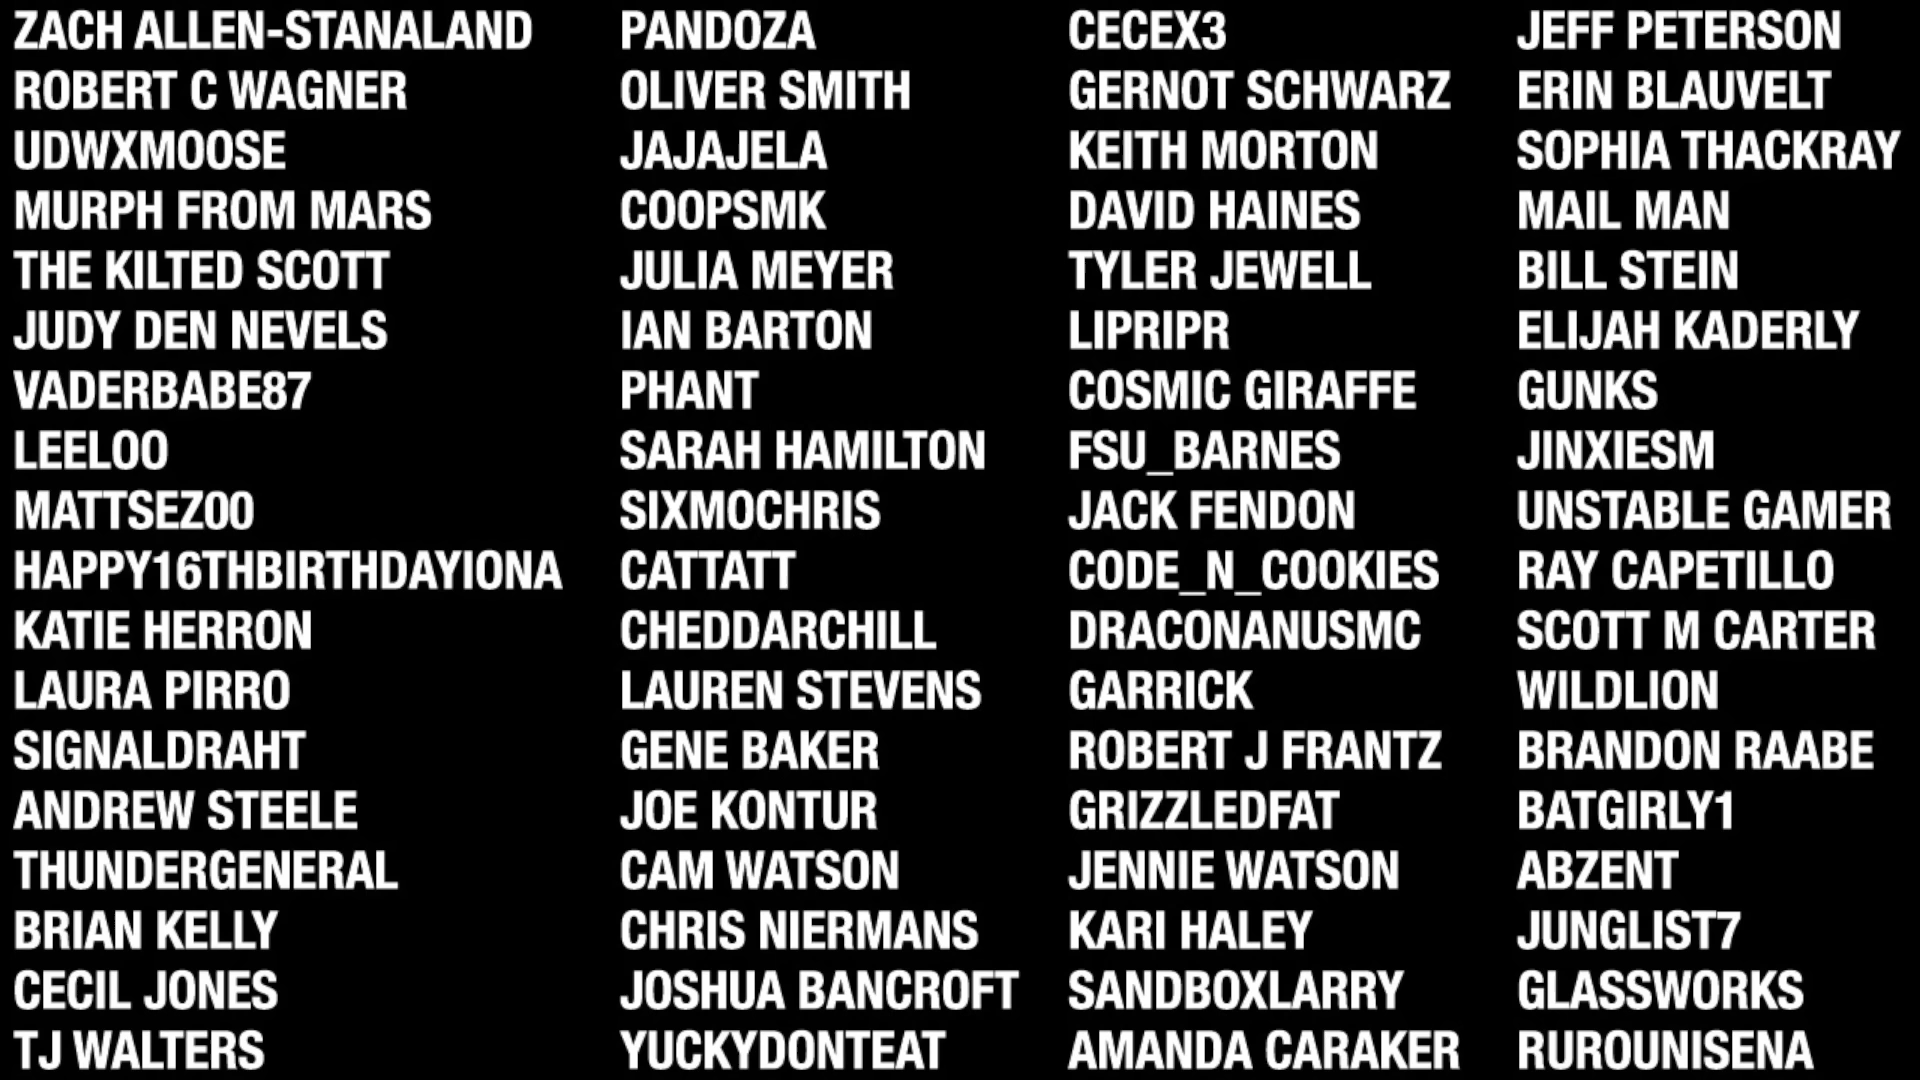 ZACH ALLEN-STANALAND
ROBERT C WAGNER
UDWXMOOSE
MURPH FROM MARS
THE KILTED SCOTT
JUDY DEN NEVELS
VADERBABE87
LEELOO
MATTSEZ00
HAPPY16THBIRTHDAYIONA
KATIE HERRON
LAURA PIRRO
SIGNALDRAHT
ANDREW STEELE
THUNDERGENERAL
BRIAN KELLY
CECIL JONES
TJ WALTERS
PANDOZA
OLIVER SMITH
JAJAJELA
COOPSMK
JULIA MEYER
IAN BARTON
PHANT
SARAH HAMILTON
SIXMOCHRIS
CATTATT
CHEDDARCHILL
LAUREN STEVENS
GENE BAKER
JOE KONTUR
CAM WATSON
CHRIS NIERMANS
JOSHUA BANCROFT
YUCKYDONTEAT
CECEX3
GERNOT SCHWARZ
KEITH MORTON
DAVID HAINES
TYLER JEWELL
LIPRIPR
COSMIC GIRAFFE
FSU_BARNES
JACK FENDON
CODE_N_COOKIES
DRACONANUSMC
GARRICK
ROBERT J FRANTZ
GRIZZLEDFAT
JENNIE WATSON
KARI HALEY
SANDBOXLARRY
AMANDA CARAKER
JEFF PETERSON
ERIN BLAUVELT
SOPHIA THACKRAY
MAIL MAN
BILL STEIN
ELIJAH KADERLY
GUNKS
JINXIESM
UNSTABLE GAMER
RAY CAPETILLO
SCOTT M CARTER
WILDLION
BRANDON RAABE
BATGIRLY1
ABZENT
JUNGLIST7
GLASSWORKS
RUROUNISENA